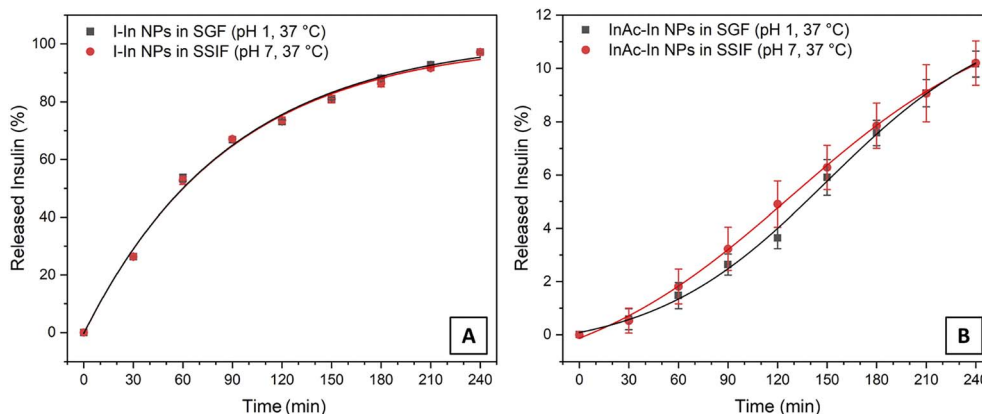 I-In NPs in SGF (pH 1, 37 °C)
I-In NPs in SSIF (pH 7, 37 °C)
Released Insulin (%)
100
80
60
40
20
0
0 30 60 90 120 150 180 210 240
Time (min)
A
InAc-In NPs in SGF (pH 1, 37 °C)
InAc-In NPs in SSIF (pH 7, 37 °C)
Released Insulin (%)
12
10
8
6
4
2
0
0 30 60 90 120 150 180 210 240
Time (min)
B